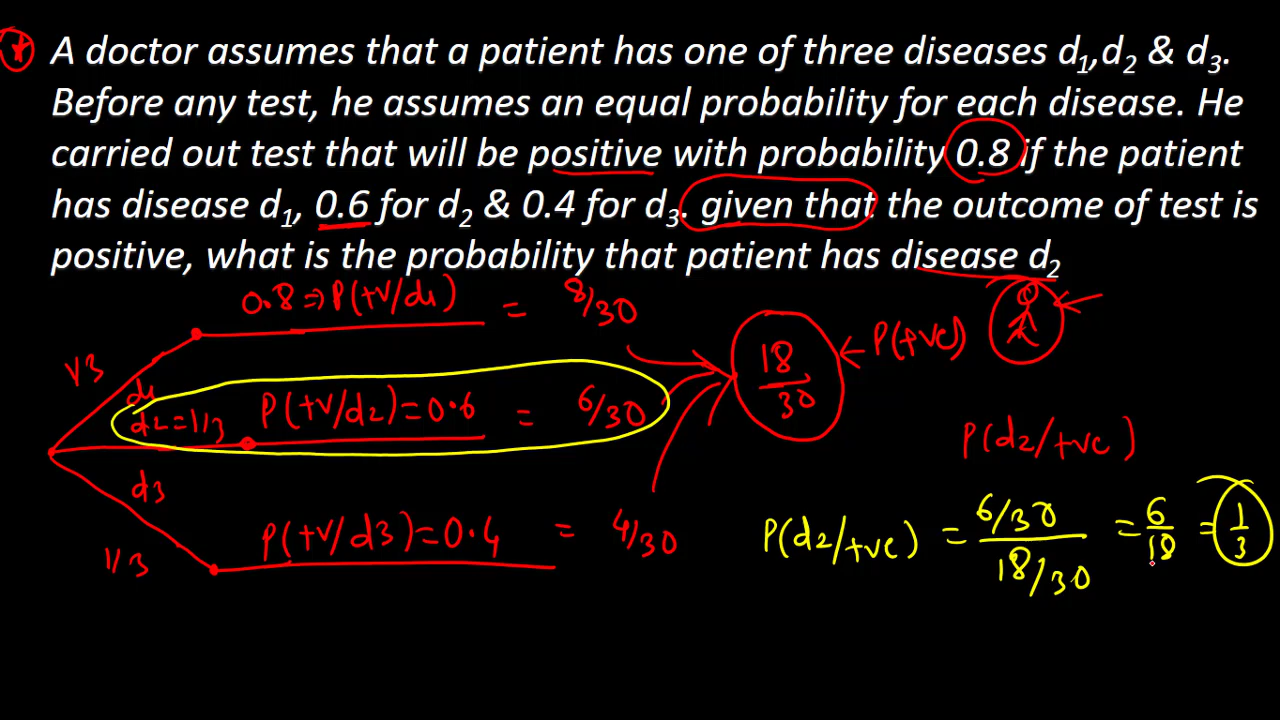 A doctor assumes that a patient has one of three diseases d₁,d₂ & d₃.
Before any test, he assumes an equal probability for each disease. He
carried out test that will be positive with probability 0.8 if the patient
has disease d₁, 0.6 for d₂ & 0.4 for d₃. given that the outcome of test is
positive, what is the probability that patient has disease d₂
0.8 ⇒ P(+V/d1) = 8/30
1/3
d1
d2=1/3 P(+V/d2)=0.6 = 6/30
d3
1/3 P(+V/d3)=0.4 = 4/30
18/30 ← P(+ve)
P(d2/+ve)
P(d2/+ve) = 6/30 / 18/30 = 6/18 = 1/3